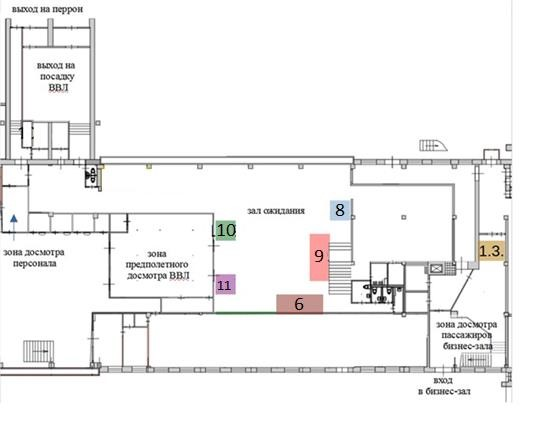 выход на перрон
выход на
посадку
ВВЛ
зал ожидания
8
10
9
1.3.
зона досмотра
персонала
зона
предполетного
досмотра ВВЛ
11
6
зона досмотра
пассажиров
бизнес-зала
вход
в бизнес-зал